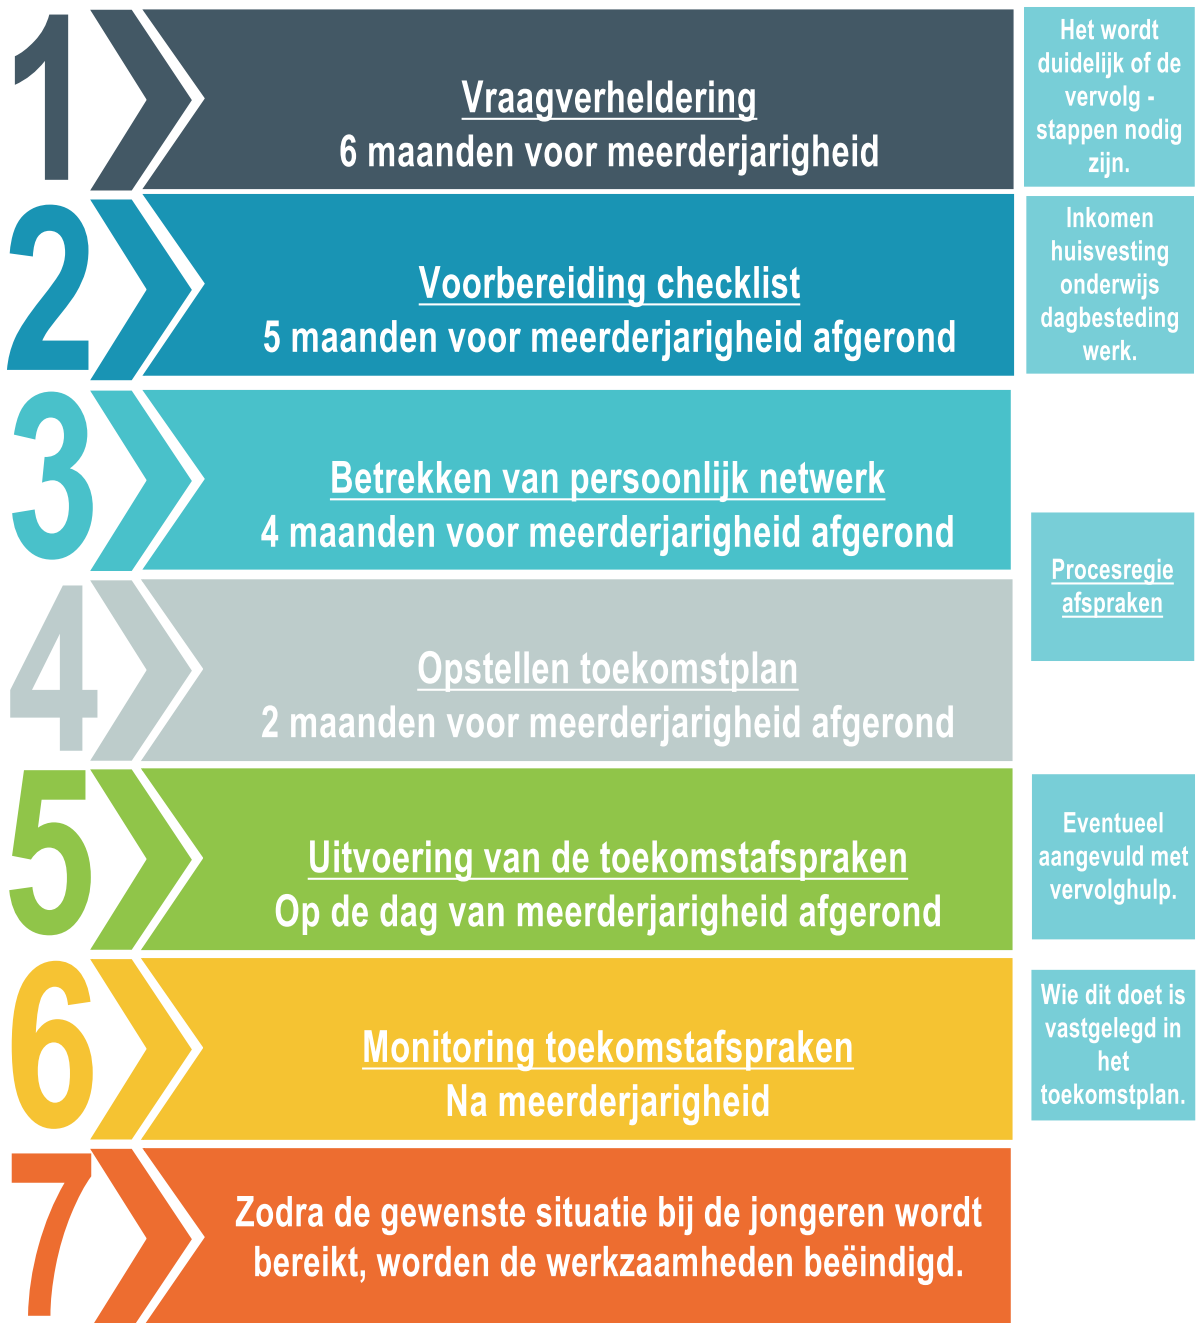 1
Vraagverheldering
6 maanden voor meerderjarigheid
Het wordt
duidelijk of de
vervolg -
stappen nodig
zijn.
2
Voorbereiding checklist
5 maanden voor meerderjarigheid afgerond
Inkomen
huisvesting
onderwijs
dagbesteding
werk.
3
Betrekken van persoonlijk netwerk
4 maanden voor meerderjarigheid afgerond
Procesregie
afspraken
4
Opstellen toekomstplan
2 maanden voor meerderjarigheid afgerond
5
Uitvoering van de toekomstafspraken
Op de dag van meerderjarigheid afgerond
Eventueel
aangevuld met
vervolghulp.
6
Monitoring toekomstafspraken
Na meerderjarigheid
Wie dit doet is
vastgelegd in
het
toekomstplan.
7
Zodra de gewenste situatie bij de jongeren wordt
bereikt, worden de werkzaamheden beëindigd.